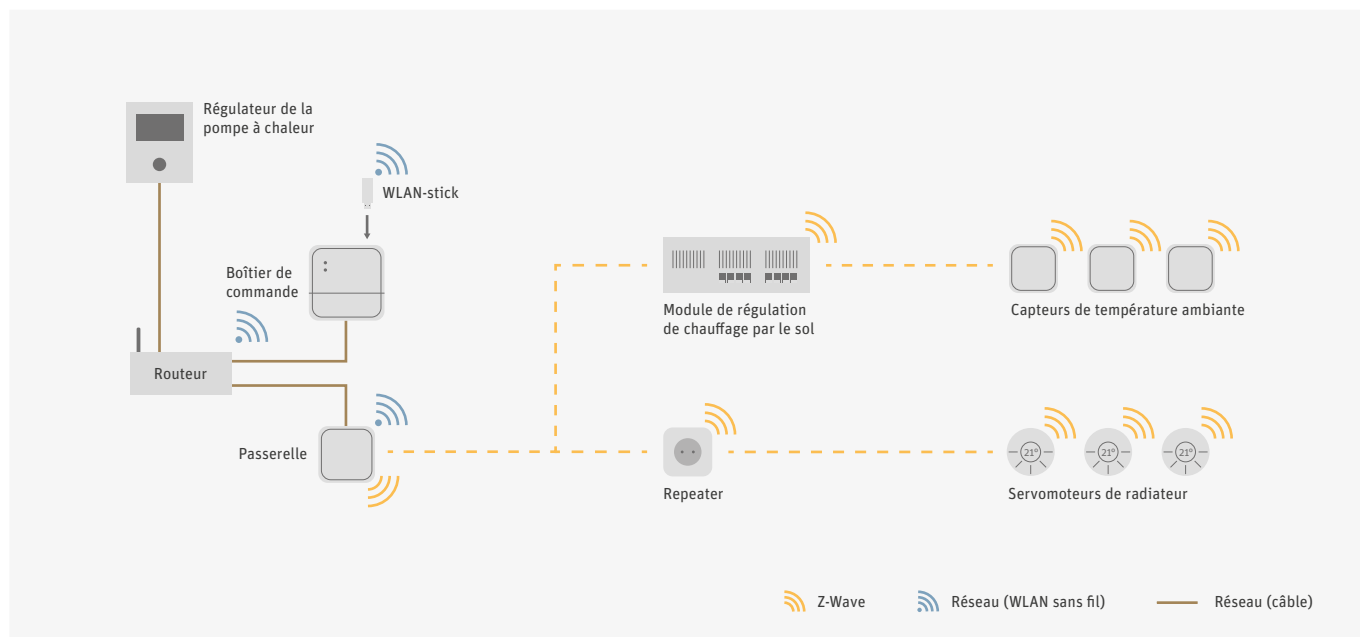 Régulateur de la
pompe à chaleur
WLAN-stick
Boîtier de
commande
Routeur
Passerelle
Module de régulation
de chauffage par le sol
Capteurs de température ambiante
Repeater
21°
21°
21°
Servomoteurs de radiateur
Z-Wave
Réseau (WLAN sans fil)
Réseau (câble)